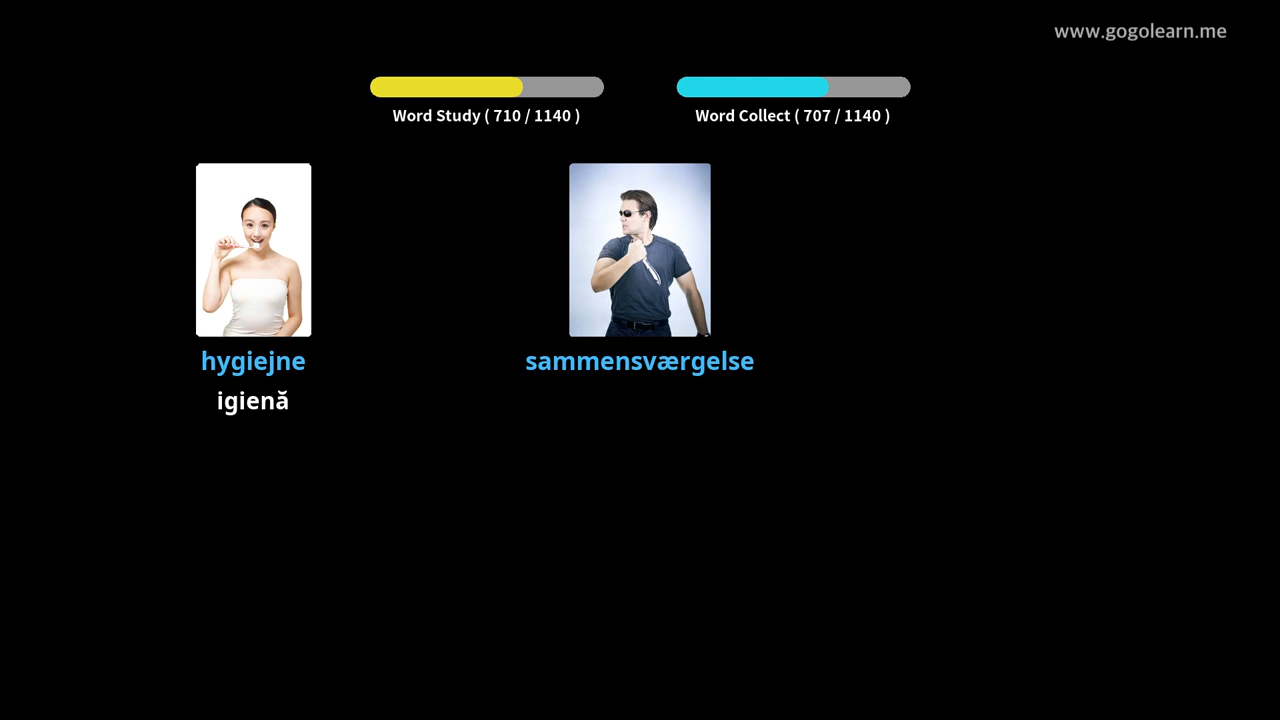 www.gogolearn.me
Word Study ( 710 / 1140 )
Word Collect ( 707 / 1140 )
hygiejne
igienă
sammensværgelse